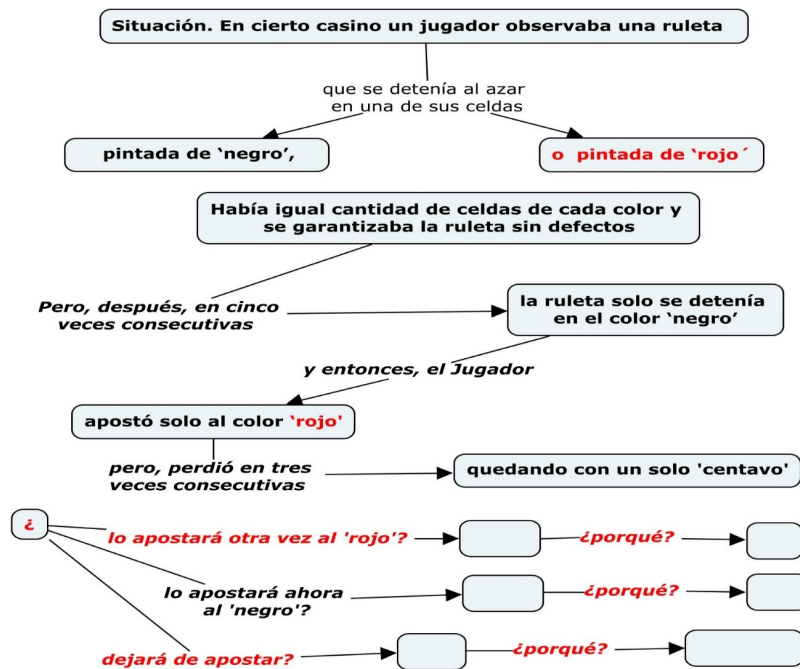 Situación. En cierto casino un jugador observaba una ruleta
que se detenía al azar
en una de sus celdas
pintada de ‘negro’,
o pintada de ‘rojo´
Había igual cantidad de celdas de cada color y
se garantizaba la ruleta sin defectos
Pero, después, en cinco
veces consecutivas
la ruleta solo se detenía
en el color ‘negro’
y entonces, el Jugador
apostó solo al color ‘rojo'
pero, perdió en tres
veces consecutivas
quedando con un solo 'centavo'
¿
lo apostará otra vez al 'rojo'?
¿porqué?
lo apostará ahora
al 'negro'?
¿porqué?
dejará de apostar?
¿porqué?